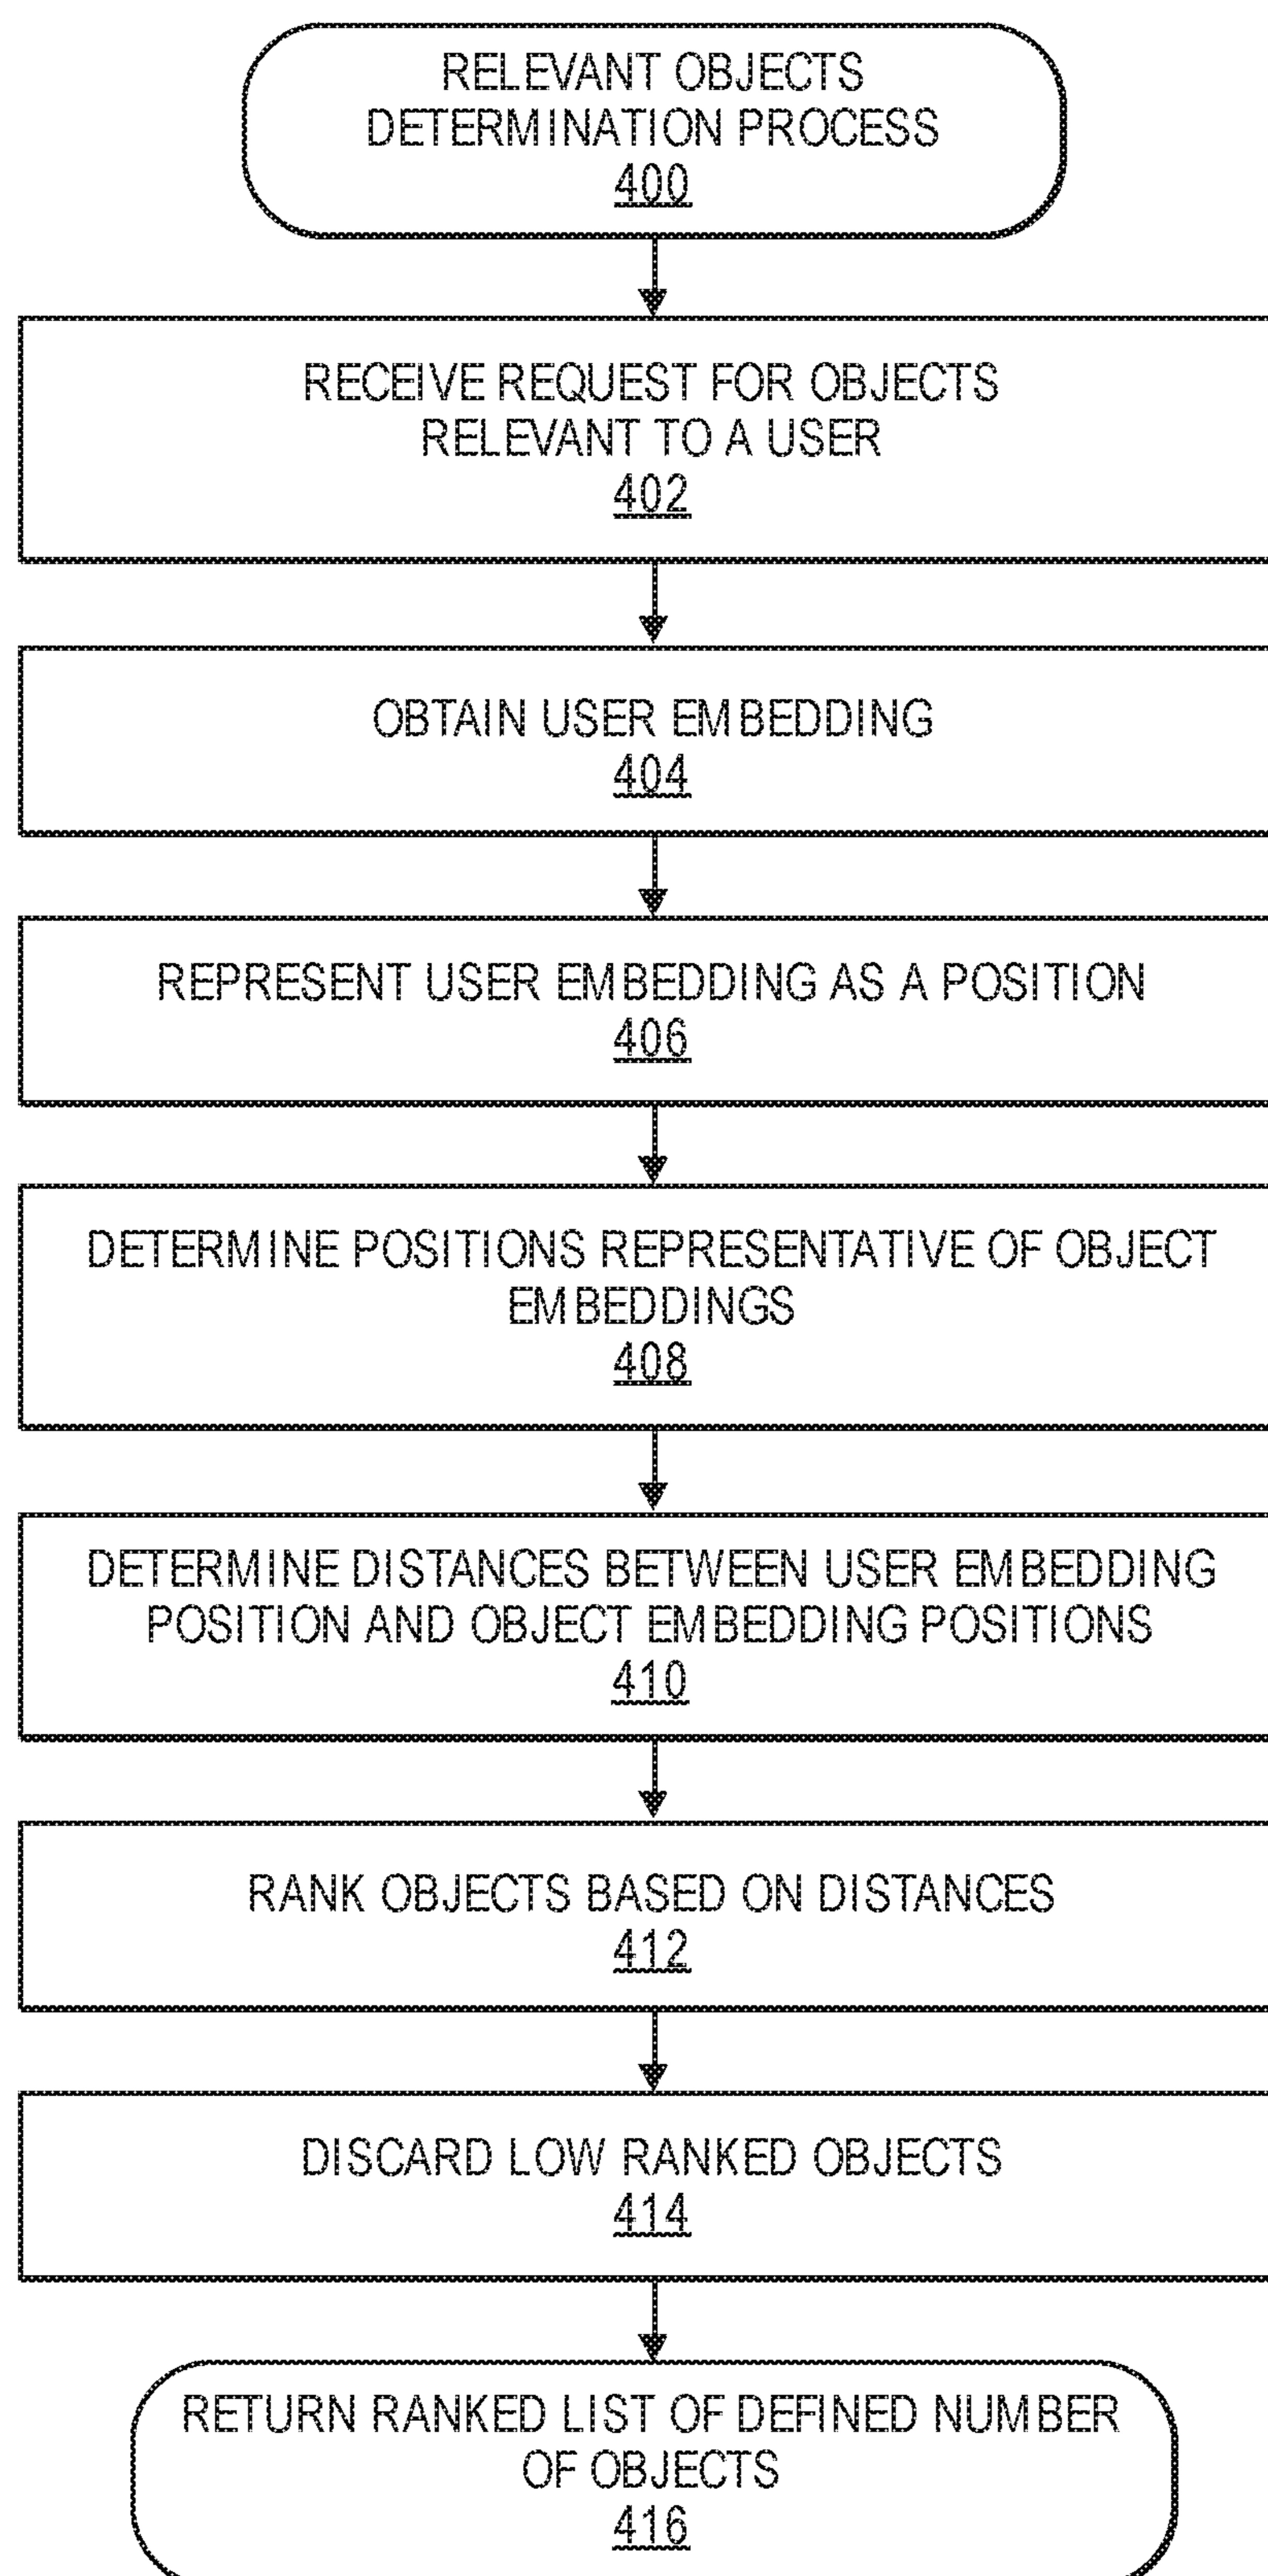 RELEVANT OBJECTS
DETERMINATION PROCESS
400
RECEIVE REQUEST FOR OBJECTS
RELEVANT TO A USER
402
OBTAIN USER EMBEDDING
404
REPRESENT USER EMBEDDING AS A POSITION
406
DETERMINE POSITIONS REPRESENTATIVE OF OBJECT
EMBEDDINGS
408
DETERMINE DISTANCES BETWEEN USER EMBEDDING
POSITION AND OBJECT EMBEDDING POSITIONS
410
RANK OBJECTS BASED ON DISTANCES
412
DISCARD LOW RANKED OBJECTS
414
RETURN RANKED LIST OF DEFINED NUMBER
OF OBJECTS
416